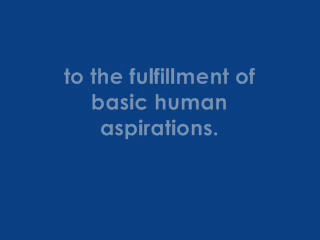 to the fulfillment of
basic human
aspirations.